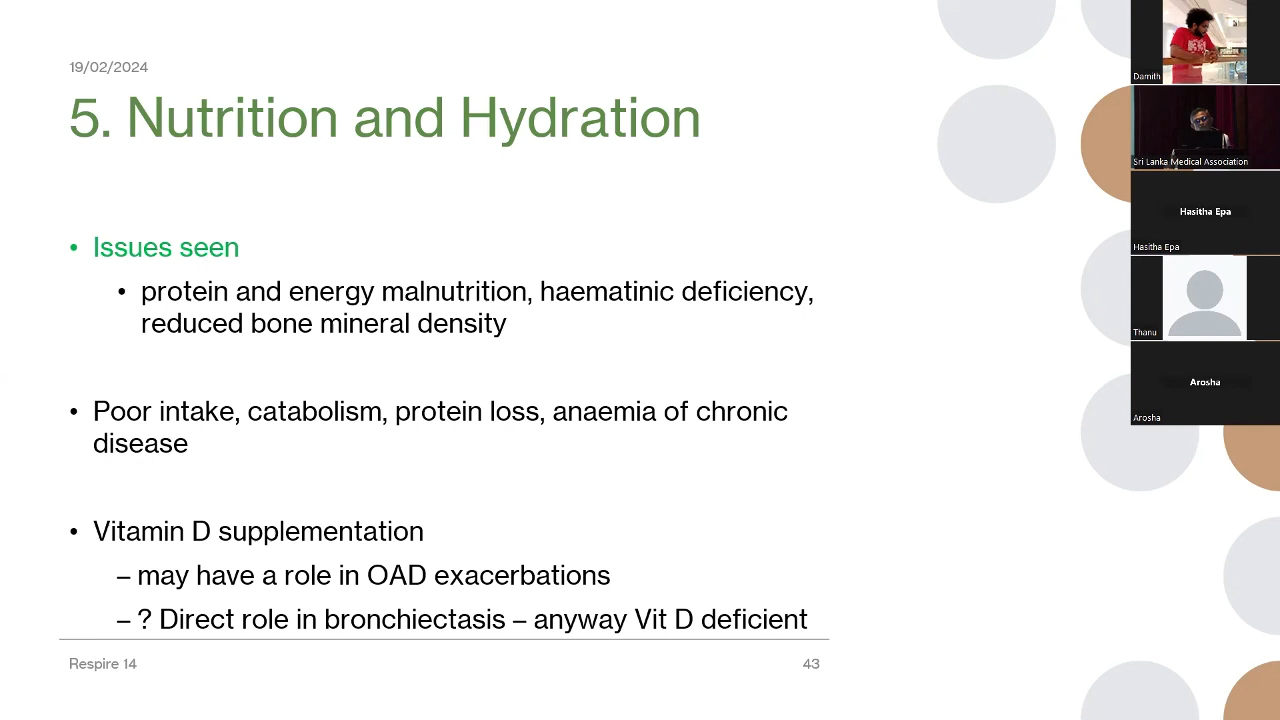 19/02/2024
5. Nutrition and Hydration
• Issues seen
• protein and energy malnutrition, haematinic deficiency,
reduced bone mineral density
• Poor intake, catabolism, protein loss, anaemia of chronic
disease
• Vitamin D supplementation
– may have a role in OAD exacerbations
– ? Direct role in bronchiectasis – anyway Vit D deficient
Respire 14
43
Damith
Sri Lanka Medical Association
Hasitha Epa
Hasitha Epa
Thanu
Arosha
Arosha